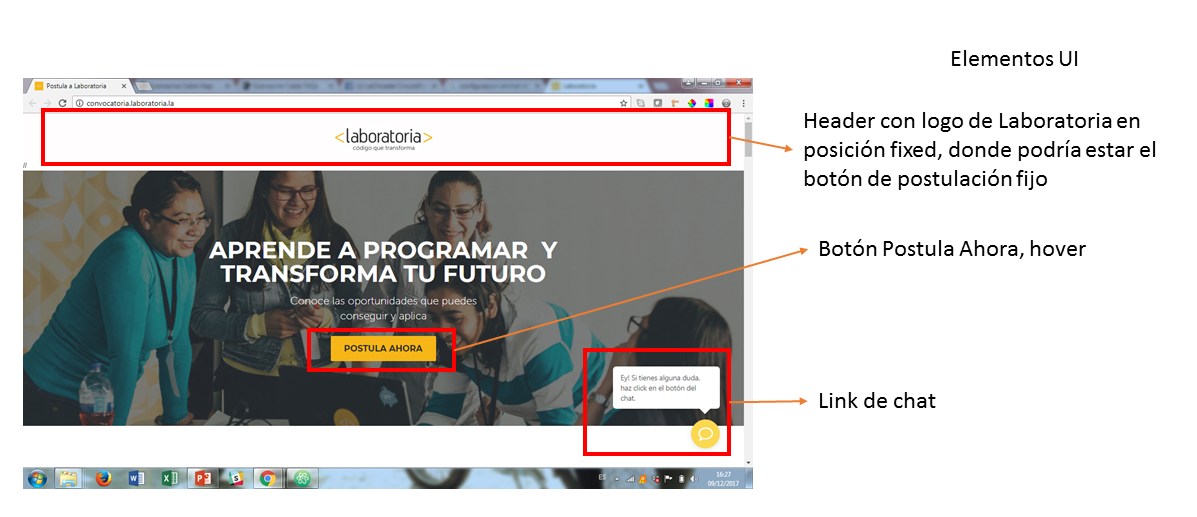 Elementos UI
Postula a Laboratoria
convocatoria.laboratoria.la
<laboratoria>
código que transforma
//
Header con logo de Laboratoria en
posición fixed, donde podría estar el
botón de postulación fijo
APRENDE A PROGRAMAR Y
TRANSFORMA TU FUTURO
Conoce las oportunidades que puedes
conseguir y aplica
POSTULA AHORA
Botón Postula Ahora, hover
Ey! Si tienes alguna duda,
haz click en el botón del
chat.
Link de chat
ES
16:27
09/12/2017